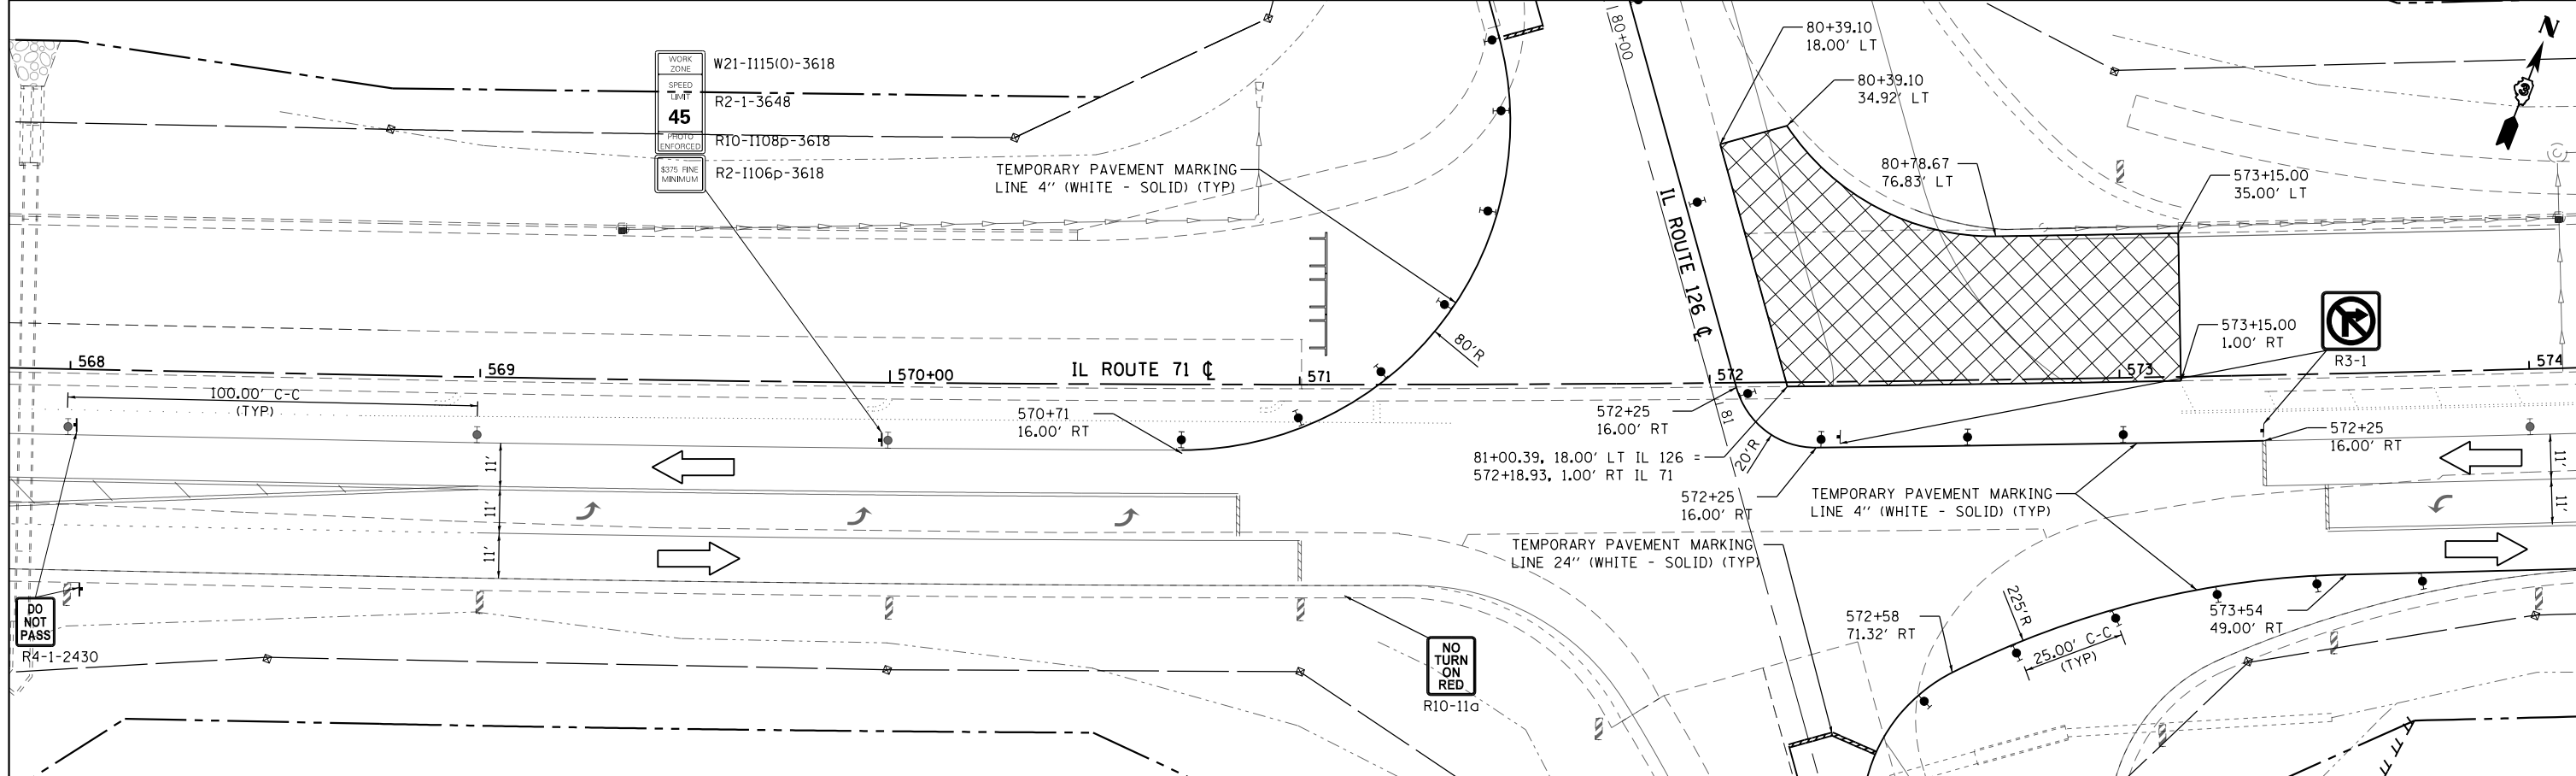 WORK
ZONE
SPEED
LIMIT
45
PHOTO
ENFORCED
$375 FINE
MINIMUM
W21-I115(O)-3618
R2-1-3648
R10-I108p-3618
R2-I106p-3618
TEMPORARY PAVEMENT MARKING
LINE 4'' (WHITE - SOLID) (TYP)
80+00
80+39.10
18.00' LT
80+39.10
34.92' LT
80+78.67
76.83' LT
573+15.00
35.00' LT
N
3
IL ROUTE 126 ℄
80'R
573+15.00
1.00' RT
R3-1
568
569
570+00
IL ROUTE 71 ℄
571
572
573
574
100.00' C-C
(TYP)
570+71
16.00' RT
572+25
16.00' RT
81
81+00.39, 18.00' LT IL 126 =
572+18.93, 1.00' RT IL 71
20'R
572+25
16.00' RT
572+25
16.00' RT
11'
11'
11'
11'
11'
TEMPORARY PAVEMENT MARKING
LINE 4'' (WHITE - SOLID) (TYP)
TEMPORARY PAVEMENT MARKING
LINE 24'' (WHITE - SOLID) (TYP)
DO
NOT
PASS
R4-1-2430
NO
TURN
ON
RED
R10-11a
572+58
71.32' RT
225'R
25.00' C-C
(TYP)
573+54
49.00' RT